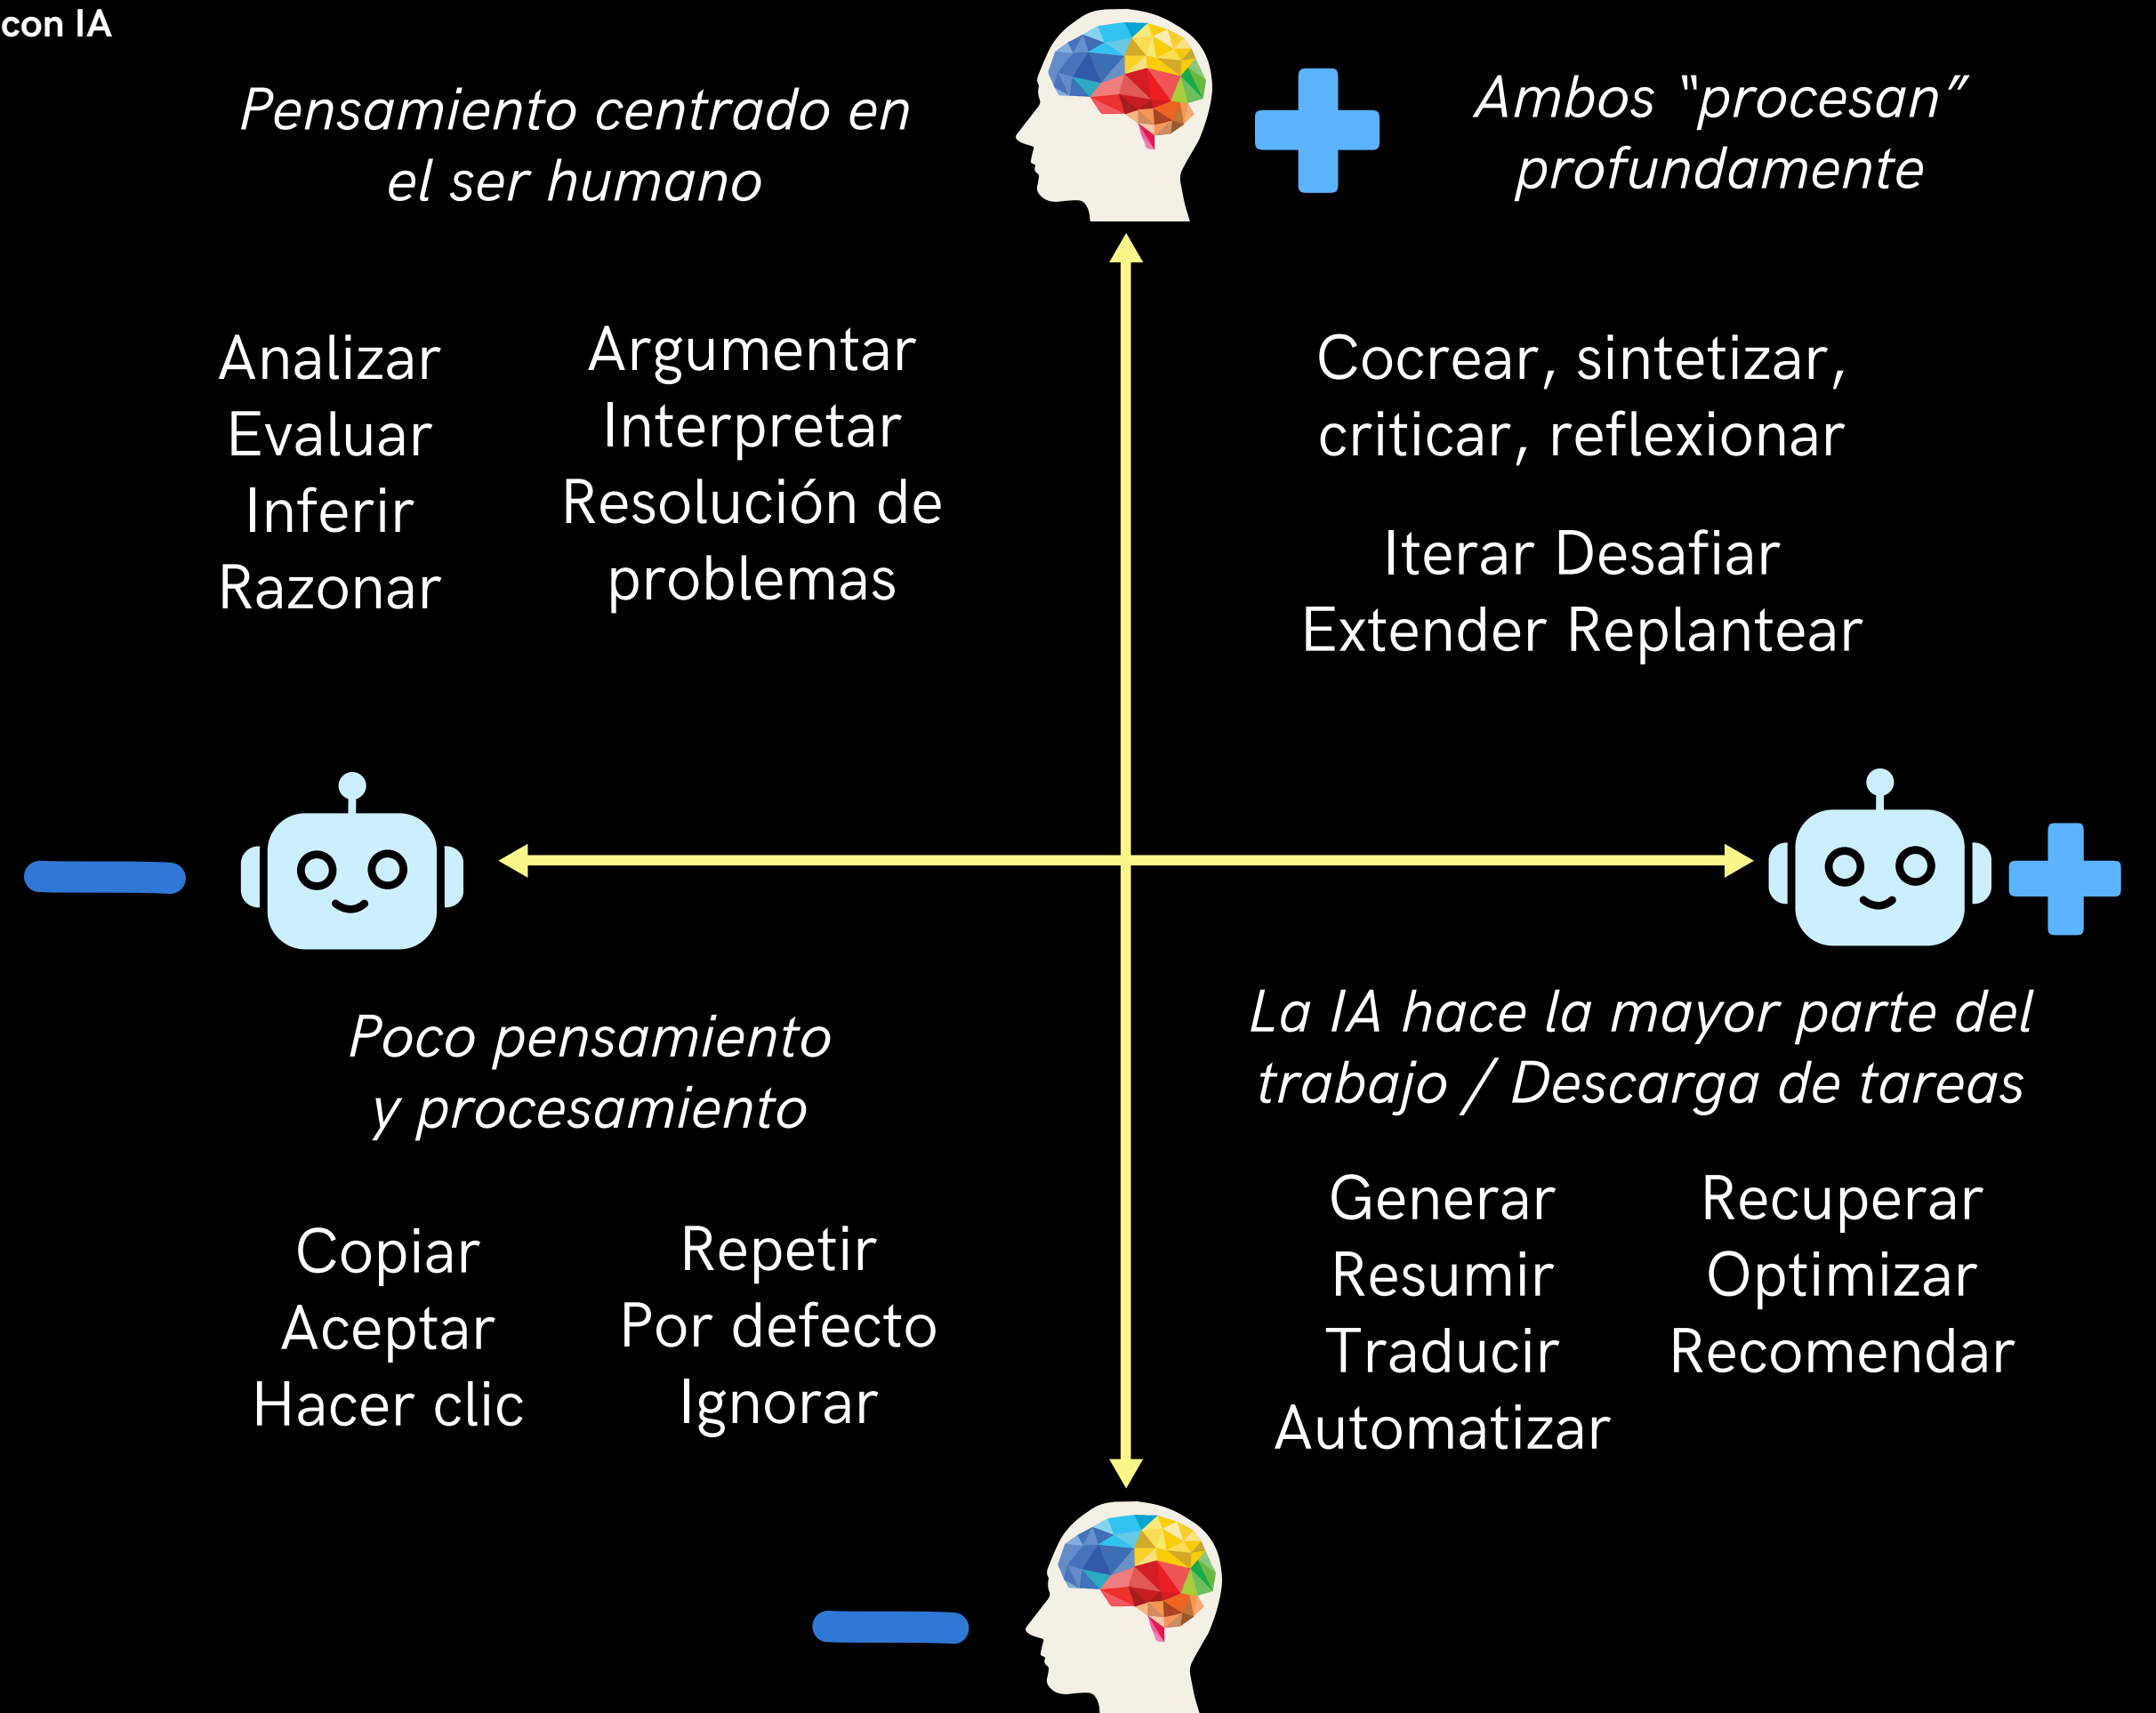 con IA
Pensamiento centrado en
el ser humano
Ambos “procesan”
profundamente
Analizar
Evaluar
Inferir
Razonar
Argumentar
Interpretar
Resolución de
problemas
Cocrear, sintetizar,
criticar, reflexionar
Iterar Desafiar
Extender Replantear
Poco pensamiento
y procesamiento
La IA hace la mayor parte del
trabajo / Descarga de tareas
Copiar
Aceptar
Hacer clic
Repetir
Por defecto
Ignorar
Generar
Resumir
Traducir
Automatizar
Recuperar
Optimizar
Recomendar